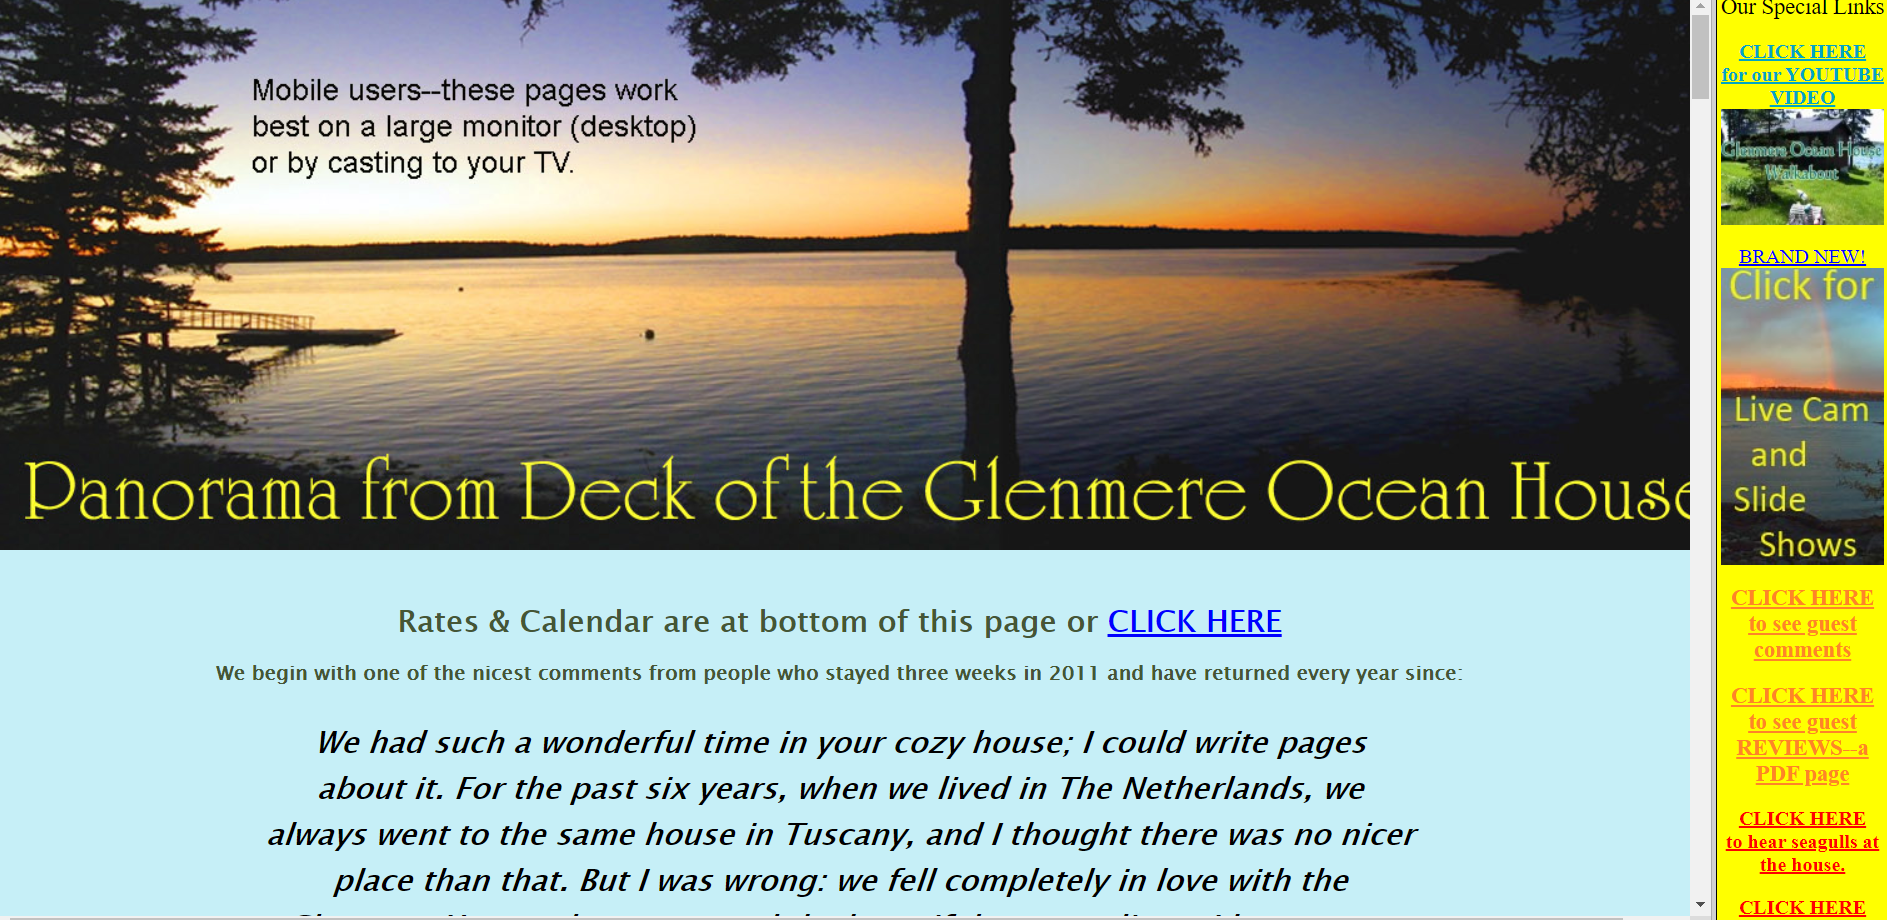 Mobile users--these pages work
best on a large monitor (desktop)
or by casting to your TV.
Panorama from Deck of the Glenmere Ocean House
Rates & Calendar are at bottom of this page or CLICK HERE
We begin with one of the nicest comments from people who stayed three weeks in 2011 and have returned every year since:
We had such a wonderful time in your cozy house; I could write pages
about it. For the past six years, when we lived in The Netherlands, we
always went to the same house in Tuscany, and I thought there was no nicer
place than that. But I was wrong: we fell completely in love with the
Our Special Links
CLICK HERE
for our YOUTUBE
VIDEO
Glenmere Ocean House
Walkabout
BRAND NEW!
Click for
Live Cam
and
Slide
Shows
CLICK HERE
to see guest
comments
CLICK HERE
to see guest
REVIEWS--a
PDF page
CLICK HERE
to hear seagulls at
the house.
CLICK HERE